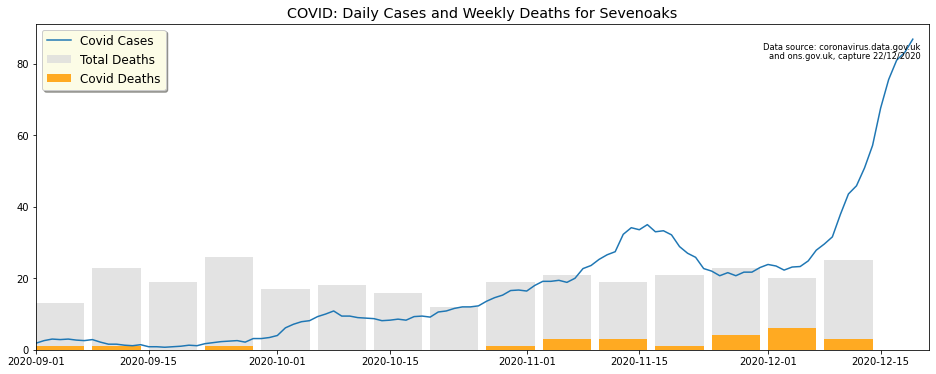 COVID: Daily Cases and Weekly Deaths for Sevenoaks
Covid Cases
Total Deaths
Covid Deaths
Data source: coronavirus.data.gov.uk
and ons.gov.uk, capture 22/12/2020
80
60
40
20
0
2020-09-01
2020-09-15
2020-10-01
2020-10-15
2020-11-01
2020-11-15
2020-12-01
2020-12-15